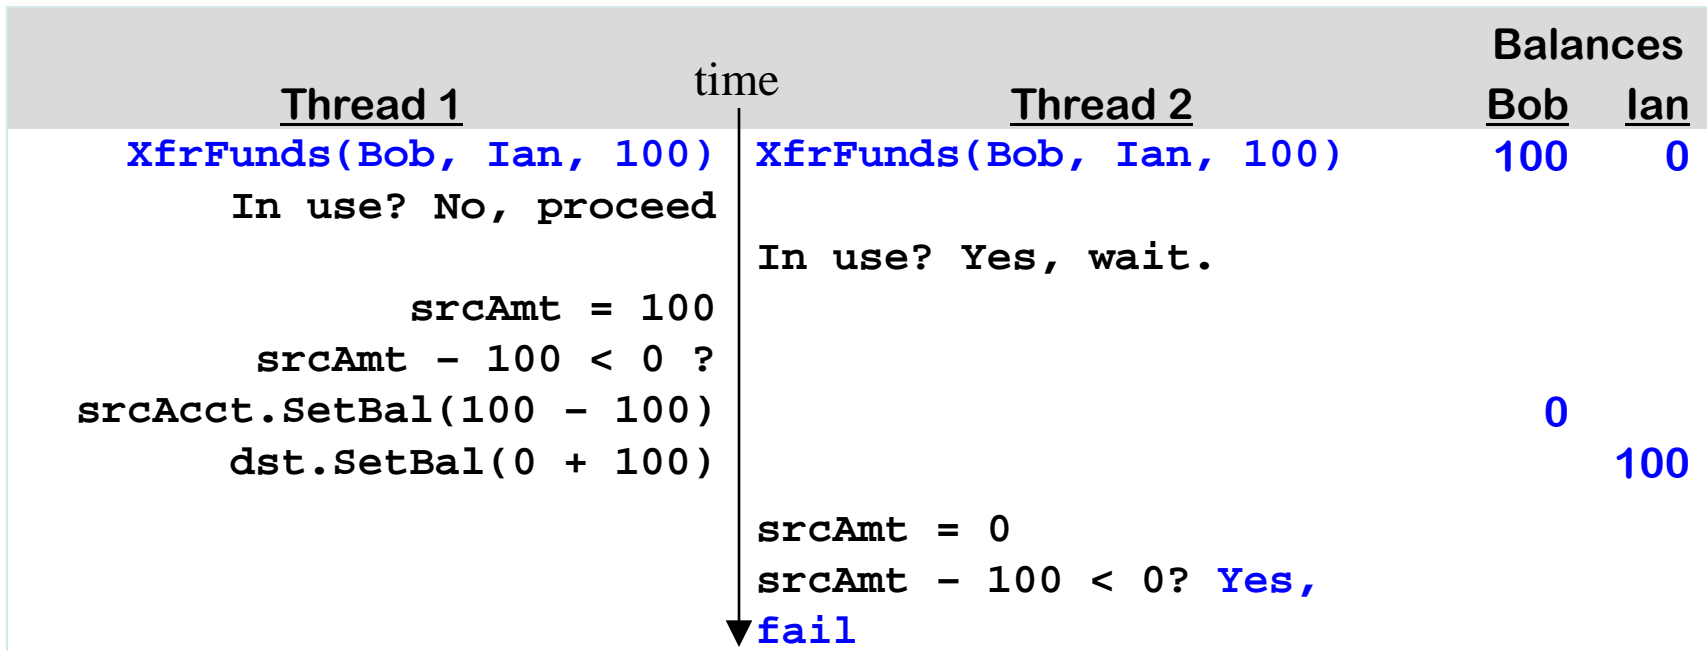 Balances
time
Thread 1 Thread 2 Bob Ian
XfrFunds(Bob, Ian, 100) XfrFunds(Bob, Ian, 100) 100 0
In use? No, proceed
In use? Yes, wait.
srcAmt = 100
srcAmt – 100 < 0 ?
srcAcct.SetBal(100 – 100) 0
dst.SetBal(0 + 100) 100
srcAmt = 0
srcAmt – 100 < 0? Yes,
fail